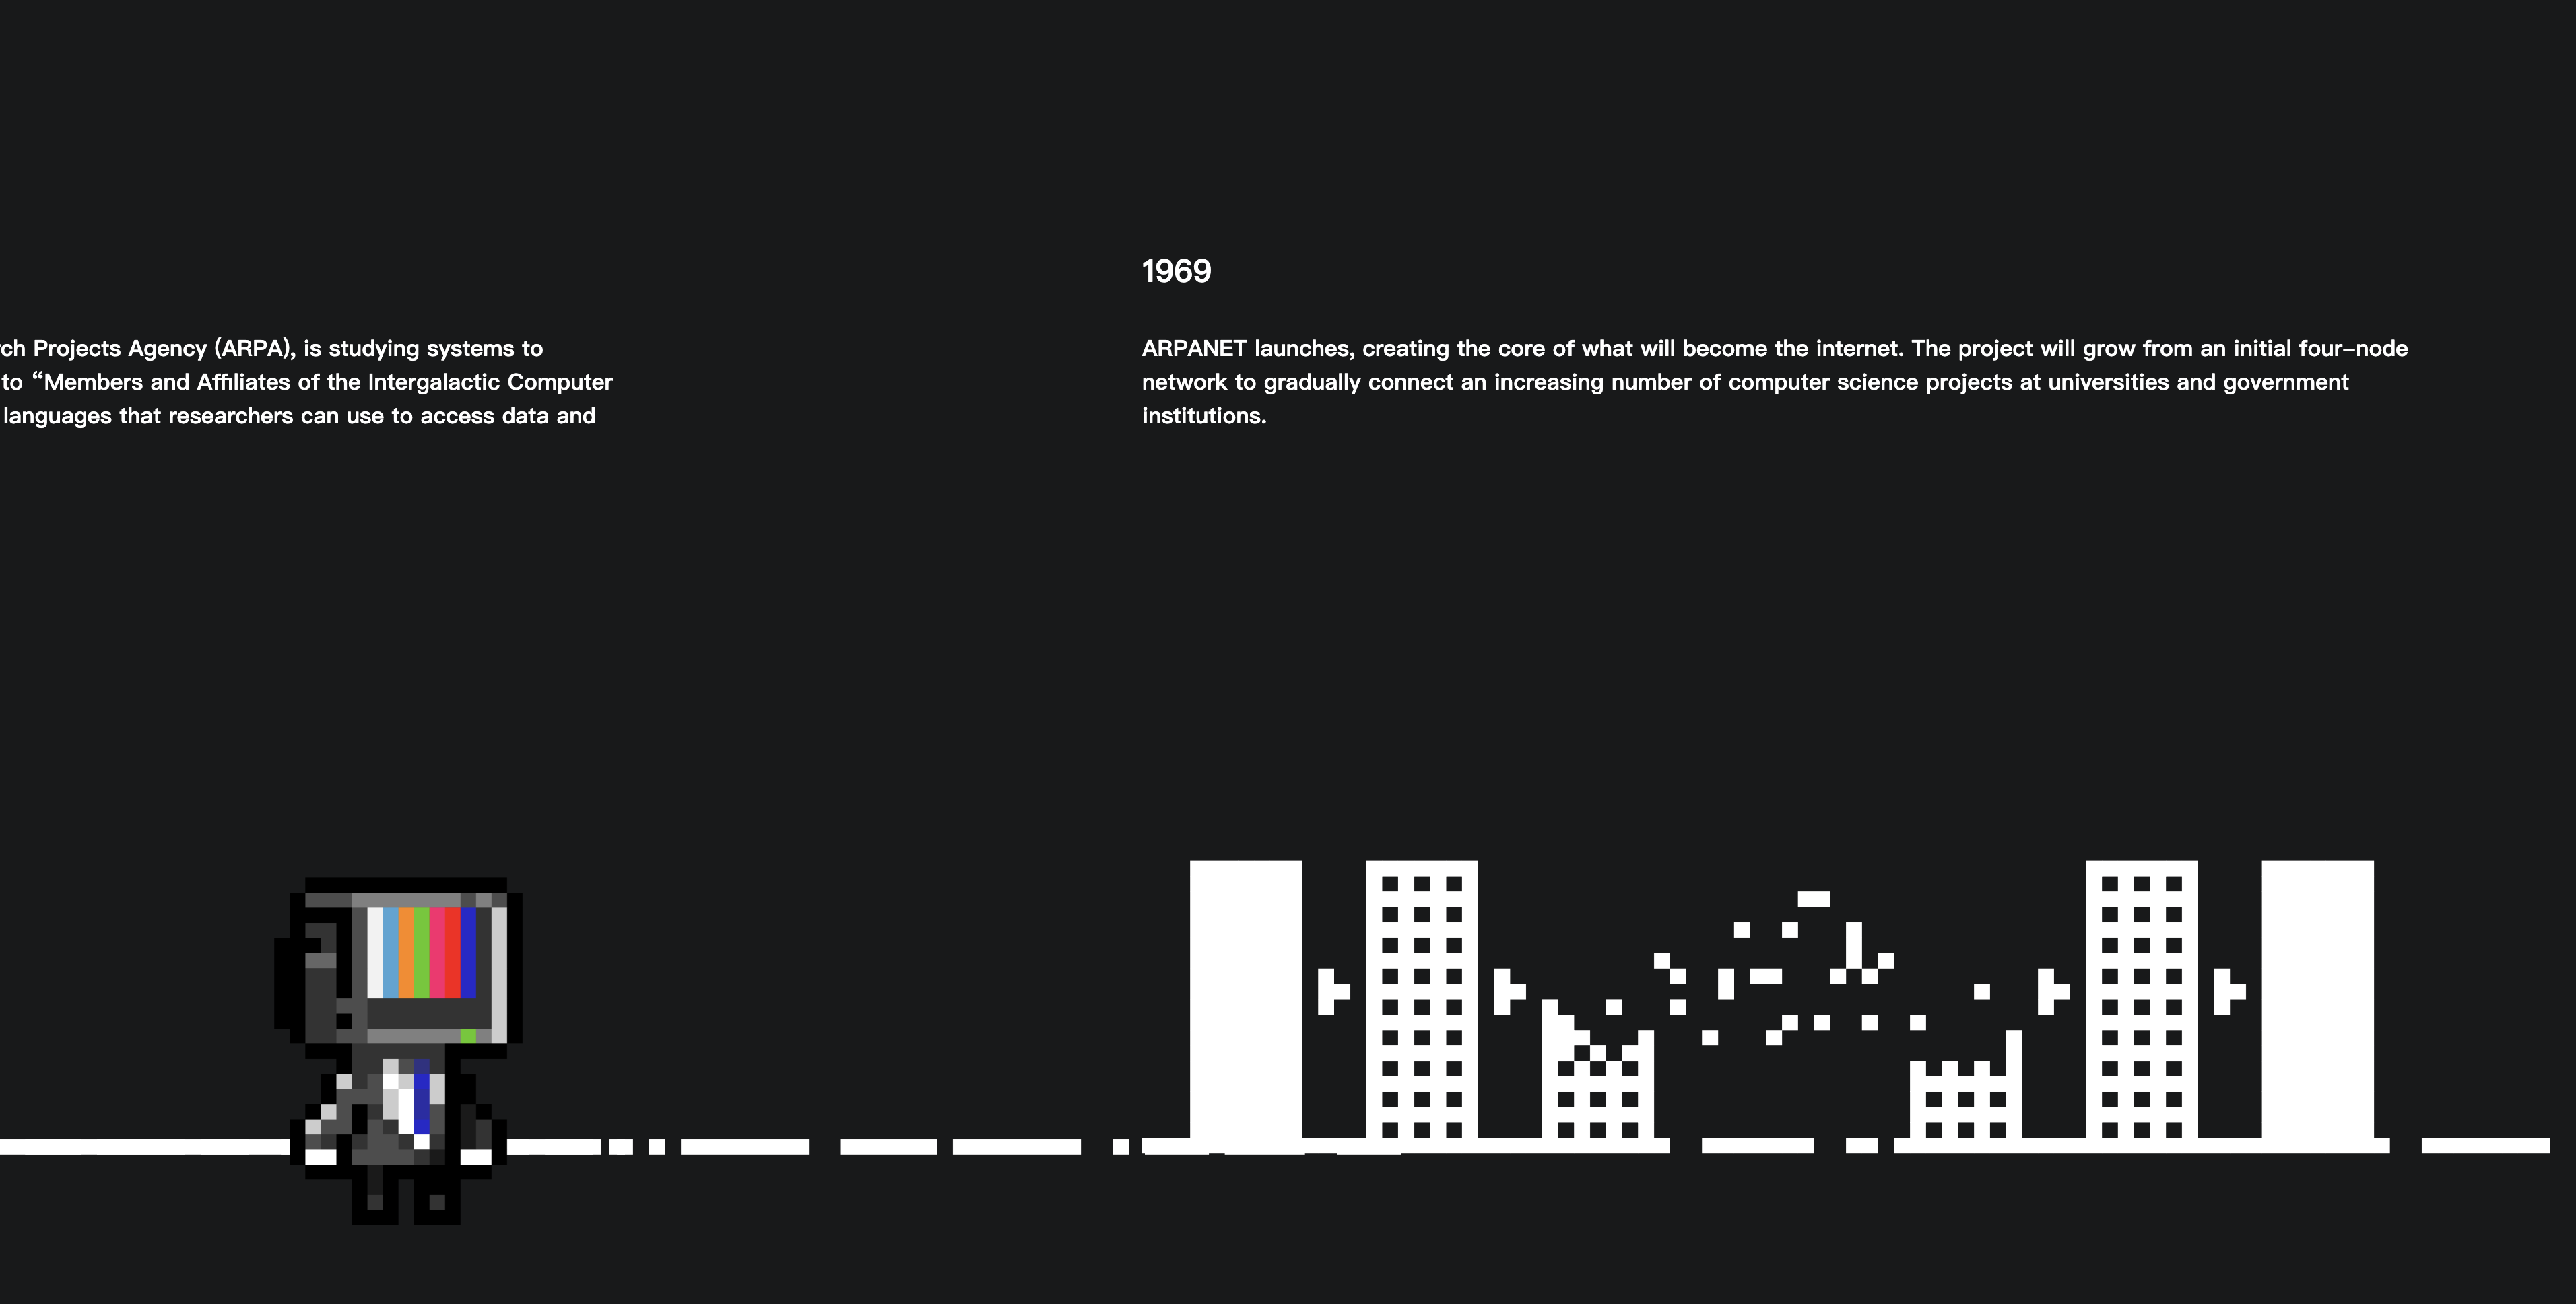 Projects Agency (ARPA), is studying systems to
to “Members and Affiliates of the Intergalactic Computer
languages that researchers can use to access data and
1969
ARPANET launches, creating the core of what will become the internet. The project will grow from an initial four–node
network to gradually connect an increasing number of computer science projects at universities and government
institutions.